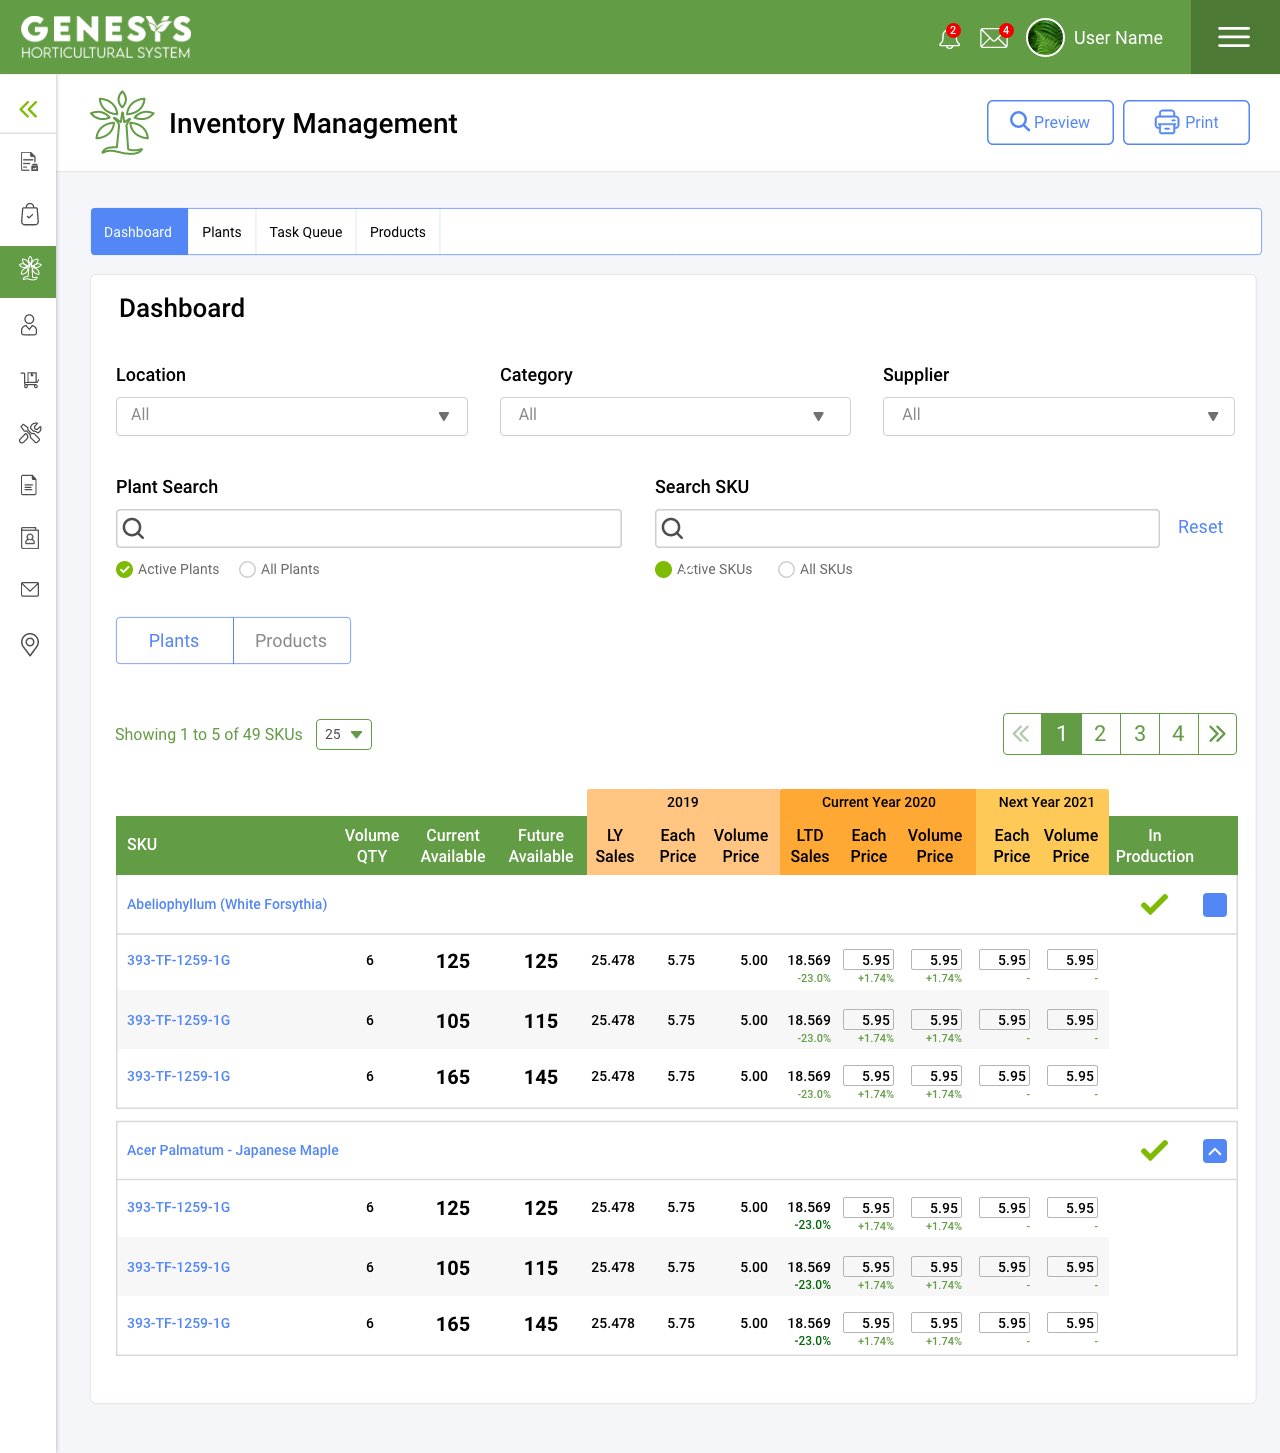 GENESYS
HORTICULTURAL SYSTEM
2
4
User Name
Inventory Management
Preview
Print
Dashboard
Plants
Task Queue
Products
Dashboard
Location
Category
Supplier
All
All
All
Plant Search
Search SKU
Reset
Active Plants
All Plants
Active SKUs
All SKUs
Plants
Products
Showing 1 to 5 of 49 SKUs
25
1
2
3
4
2019
Current Year 2020
Next Year 2021
SKU
Volume QTY
Current Available
Future Available
LY Sales
Each Price
Volume Price
LTD Sales
Each Price
Volume Price
Each Price
Volume Price
In Production
Abeliophyllum (White Forsythia)
393-TF-1259-1G 6 125 125 25.478 5.75 5.00 18.569 5.95 5.95 5.95 5.95
-23.0% +1.74% +1.74% - -
393-TF-1259-1G 6 105 115 25.478 5.75 5.00 18.569 5.95 5.95 5.95 5.95
-23.0% +1.74% +1.74% - -
393-TF-1259-1G 6 165 145 25.478 5.75 5.00 18.569 5.95 5.95 5.95 5.95
-23.0% +1.74% +1.74% - -
Acer Palmatum - Japanese Maple
393-TF-1259-1G 6 125 125 25.478 5.75 5.00 18.569 5.95 5.95 5.95 5.95
-23.0% +1.74% +1.74% - -
393-TF-1259-1G 6 105 115 25.478 5.75 5.00 18.569 5.95 5.95 5.95 5.95
-23.0% +1.74% +1.74% - -
393-TF-1259-1G 6 165 145 25.478 5.75 5.00 18.569 5.95 5.95 5.95 5.95
-23.0% +1.74% +1.74% - -